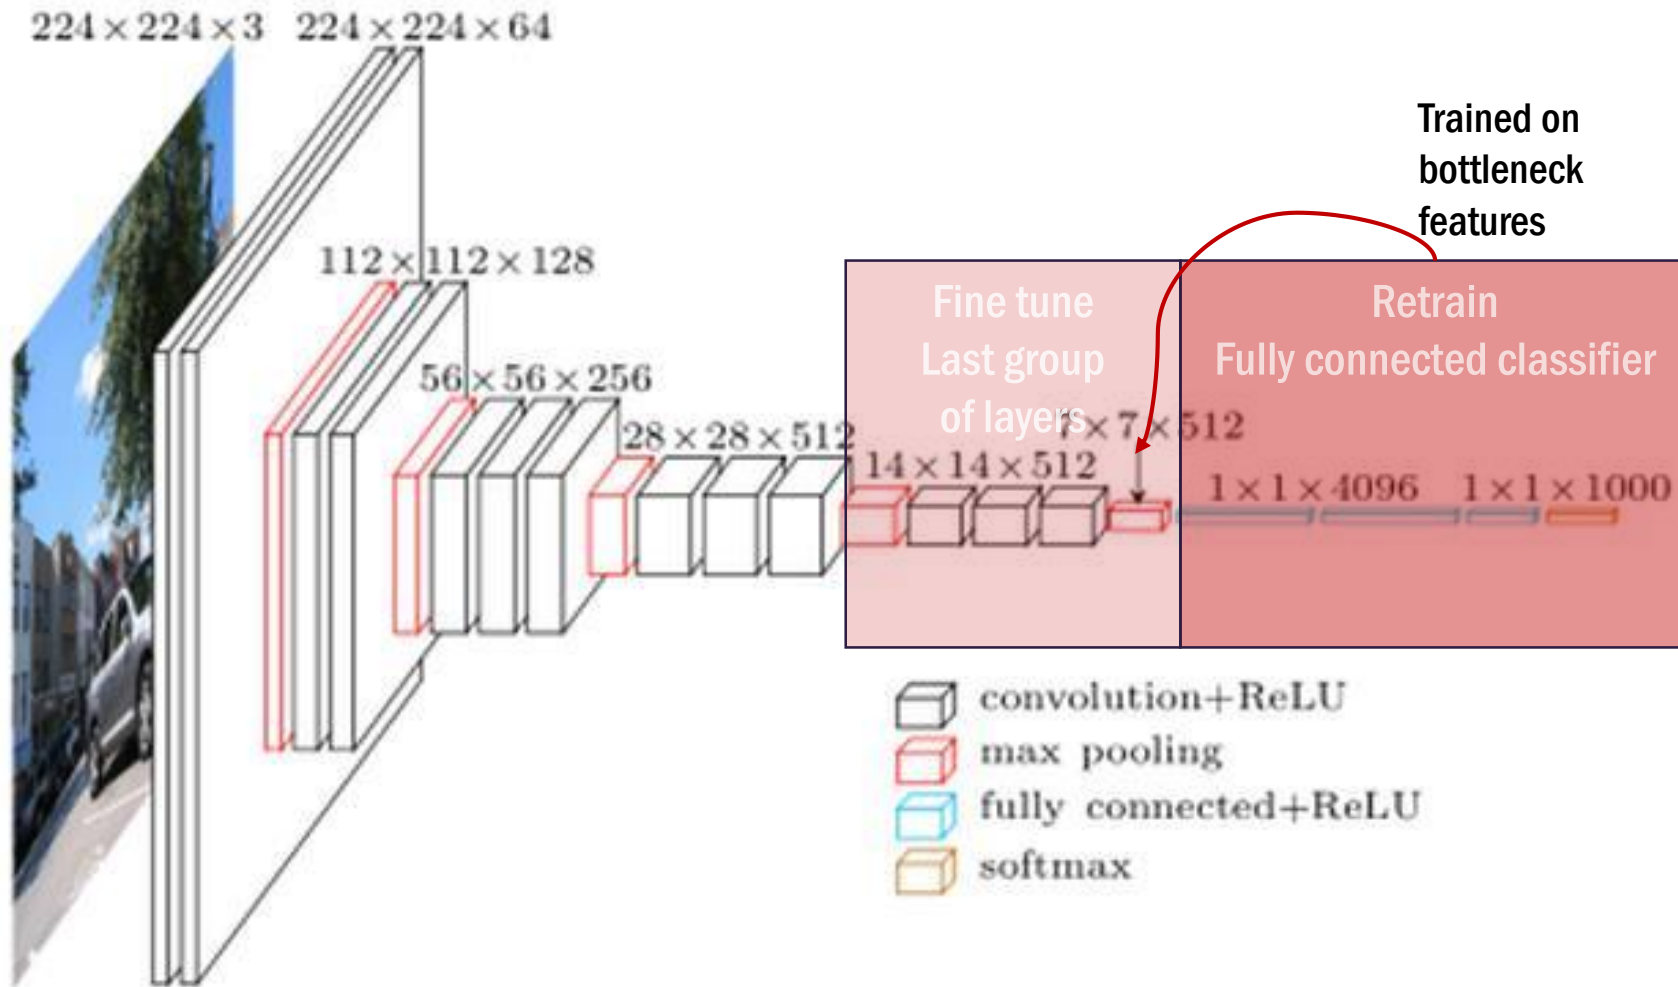 224 × 224 × 3
224 × 224 × 64
112 × 112 × 128
56 × 56 × 256
28 × 28 × 512
14 × 14 × 512
7 × 7 × 512
1 × 1 × 4096
1 × 1 × 1000
Trained on
bottleneck
features
Fine tune
Last group
of layers
Retrain
Fully connected classifier
convolution+ReLU
max pooling
fully connected+ReLU
softmax